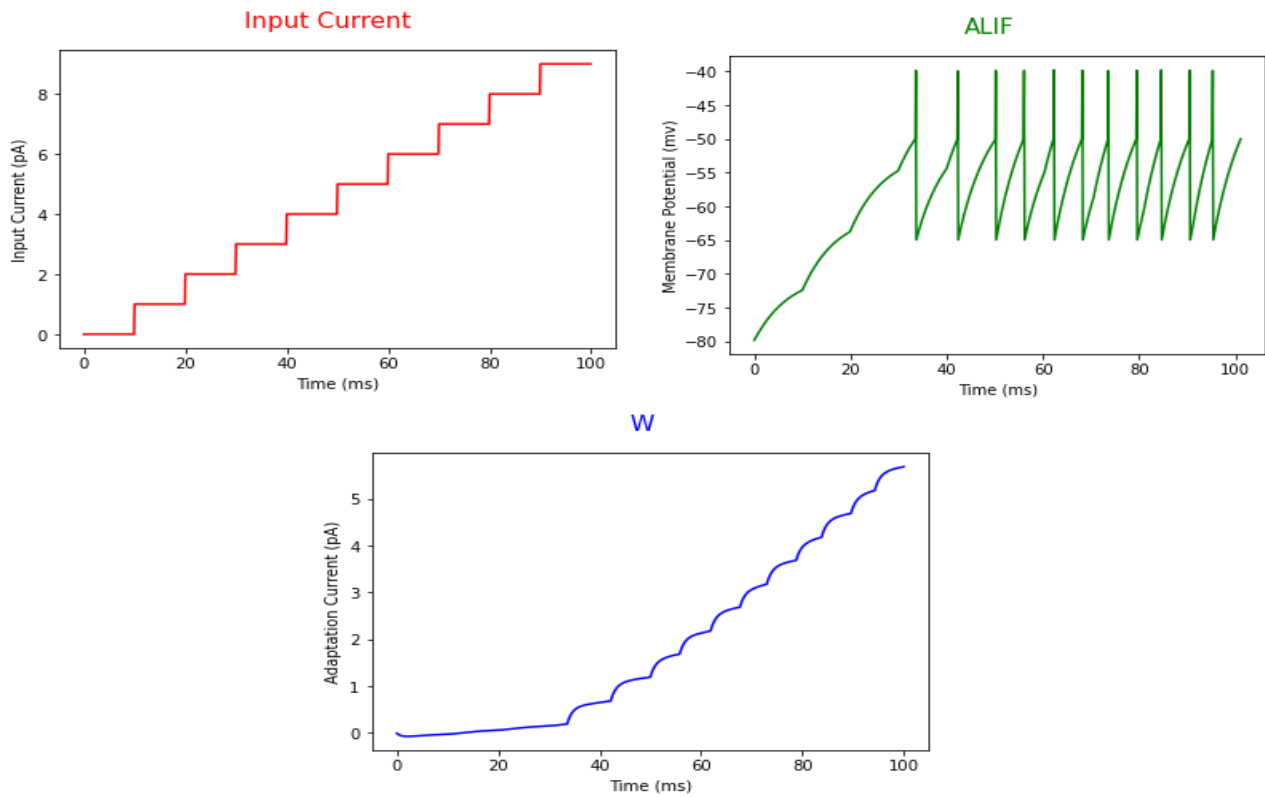 Input Current
Input Current (pA)
8
6
4
2
0
0 20 40 60 80 100
Time (ms)
ALIF
Membrane Potential (mv)
−40
−45
−50
−55
−60
−65
−70
−75
−80
0 20 40 60 80 100
Time (ms)
W
Adaptation Current (pA)
5
4
3
2
1
0
0 20 40 60 80 100
Time (ms)